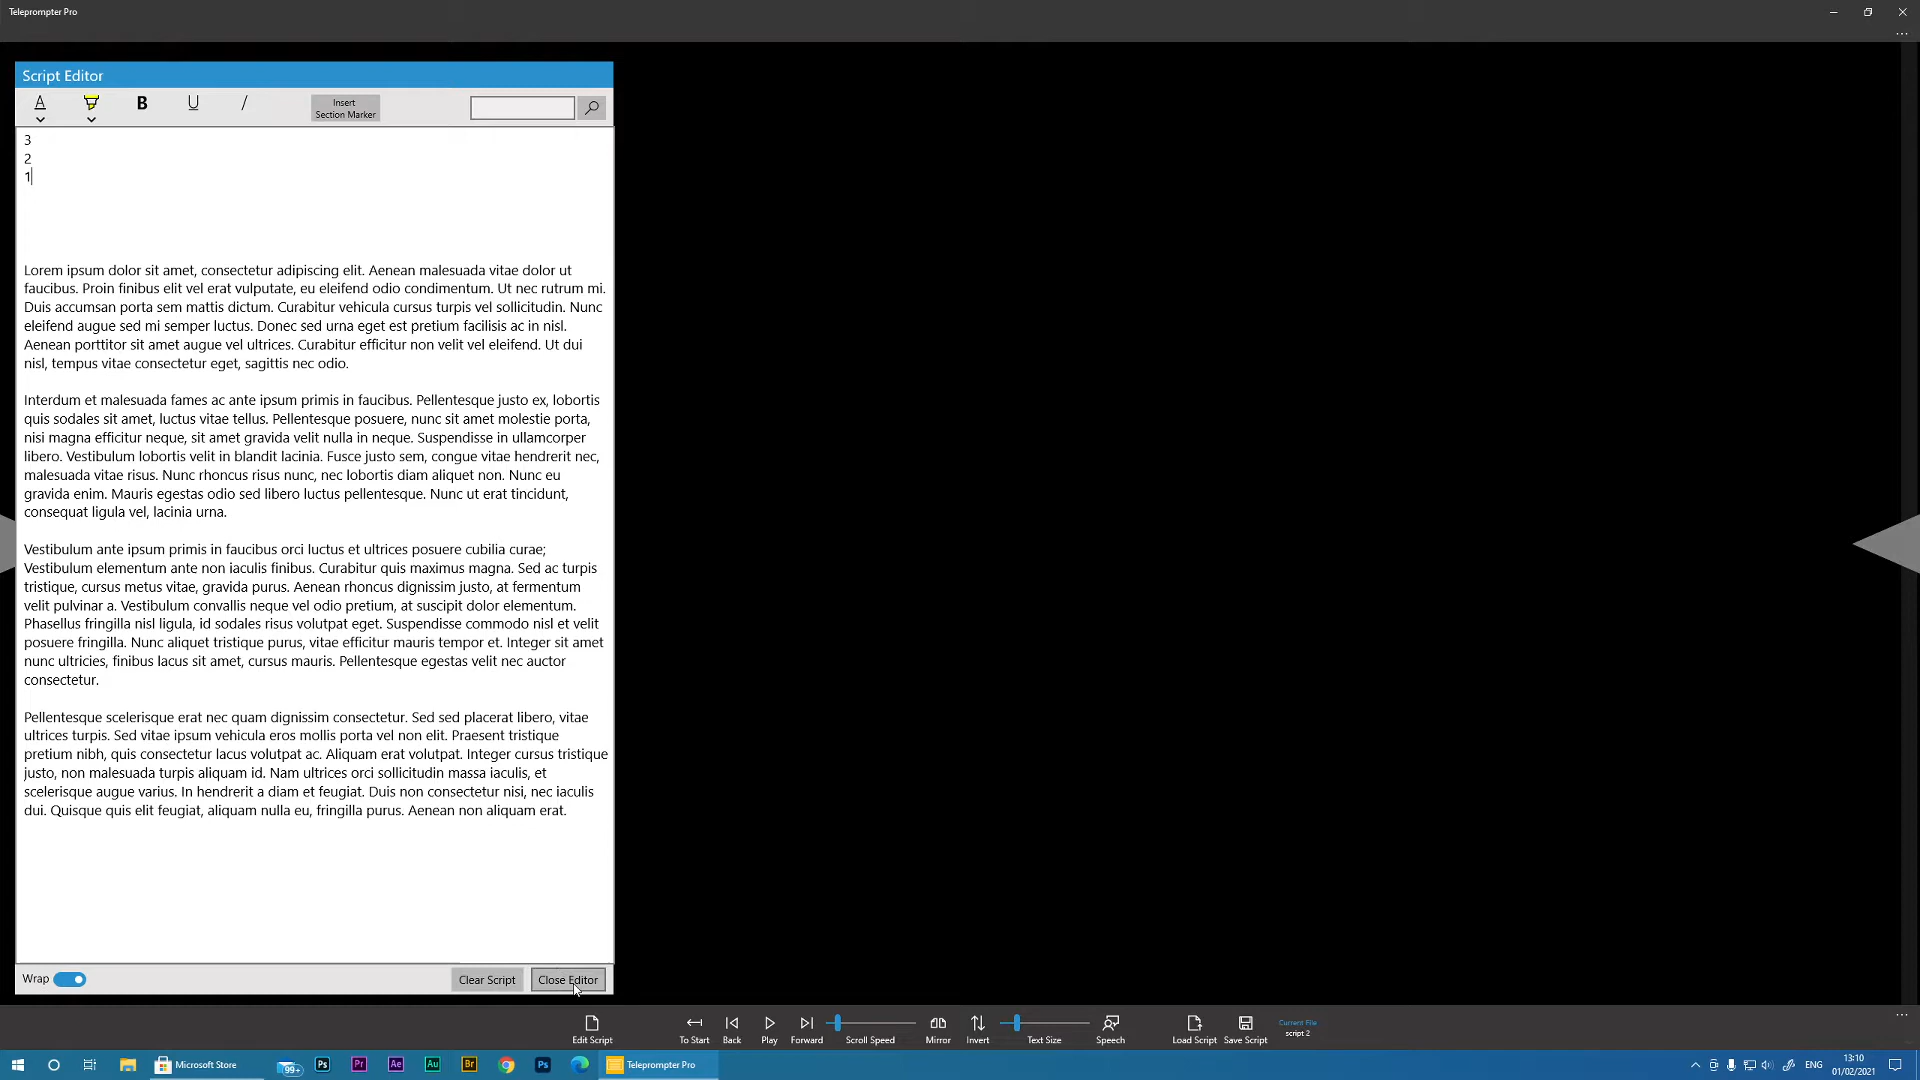 Teleprompter Pro
Script Editor
A
B
U
/
Insert
Section Marker
3
2
1
Lorem ipsum dolor sit amet, consectetur adipiscing elit. Aenean malesuada vitae dolor ut
faucibus. Proin finibus elit vel erat vulputate, eu eleifend odio condimentum. Ut nec rutrum mi.
Duis accumsan porta sem mattis dictum. Curabitur vehicula cursus turpis vel sollicitudin. Nunc
eleifend augue sed mi semper luctus. Donec sed urna eget est pretium facilisis ac in nisl.
Aenean porttitor sit amet augue vel ultrices. Curabitur efficitur non velit vel eleifend. Ut dui
nisl, tempus vitae consectetur eget, sagittis nec odio.
Interdum et malesuada fames ac ante ipsum primis in faucibus. Pellentesque justo ex, lobortis
quis sodales sit amet, luctus vitae tellus. Pellentesque posuere, nunc sit amet molestie porta,
nisi magna efficitur neque, sit amet gravida velit nulla in neque. Suspendisse in ullamcorper
libero. Vestibulum lobortis velit in blandit lacinia. Fusce justo sem, congue vitae hendrerit nec,
malesuada vitae risus. Nunc rhoncus risus nunc, nec lobortis diam aliquet non. Nunc eu
gravida enim. Mauris egestas odio sed libero luctus pellentesque. Nunc ut erat tincidunt,
consequat ligula vel, lacinia urna.
Vestibulum ante ipsum primis in faucibus orci luctus et ultrices posuere cubilia curae;
Vestibulum elementum ante non iaculis finibus. Curabitur quis maximus magna. Sed ac turpis
tristique, cursus metus vitae, gravida purus. Aenean rhoncus dignissim justo, at fermentum
velit pulvinar a. Vestibulum convallis neque vel odio pretium, at suscipit dolor elementum.
Phasellus fringilla nisl ligula, id sodales risus volutpat eget. Suspendisse commodo nisl et velit
posuere fringilla. Nunc aliquet tristique purus, vitae efficitur mauris tempor et. Integer sit amet
nunc ultricies, finibus lacus sit amet, cursus mauris. Pellentesque egestas velit nec auctor
consectetur.
Pellentesque scelerisque erat nec quam dignissim consectetur. Sed sed placerat libero, vitae
ultrices turpis. Sed vitae ipsum vehicula eros mollis porta vel non elit. Praesent tristique
pretium nibh, quis consectetur lacus volutpat ac. Aliquam erat volutpat. Integer cursus tristique
justo, non malesuada turpis aliquam id. Nam ultrices orci sollicitudin massa iaculis, et
scelerisque augue varius. In hendrerit a diam et feugiat. Duis non consectetur nisi, nec iaculis
dui. Quisque quis elit feugiat, aliquam nulla eu, fringilla purus. Aenean non aliquam erat.
Wrap
Clear Script
Close Editor
Edit Script
To Start
Back
Play
Forward
Scroll Speed
Mirror
Invert
Text Size
Speech
Load Script
Save Script
Current File
script 2
Microsoft Store
99+
Ps
Pr
Ae
Au
Br
Ps
Teleprompter Pro
ENG
13:10
01/02/2021